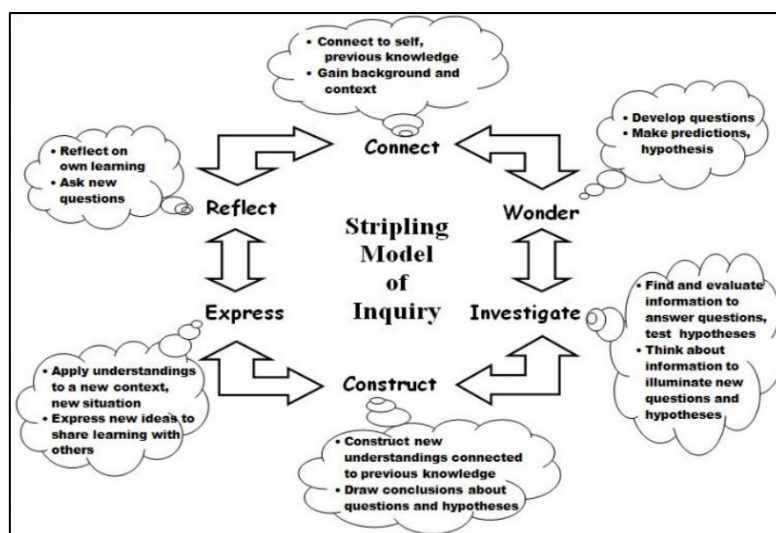 • Connect to self,
previous knowledge
• Gain background and
context
Connect
• Develop questions
• Make predictions,
hypothesis
Wonder
• Find and evaluate
information to
answer questions,
test hypotheses
• Think about
information to
illuminate new
questions and
hypotheses
Investigate
• Construct new
understandings connected
to previous knowledge
• Draw conclusions about
questions and hypotheses
Construct
• Apply understandings
to a new context,
new situation
• Express new ideas to
share learning with
others
Express
• Reflect on
own learning
• Ask new
questions
Reflect
Stripling
Model
of
Inquiry